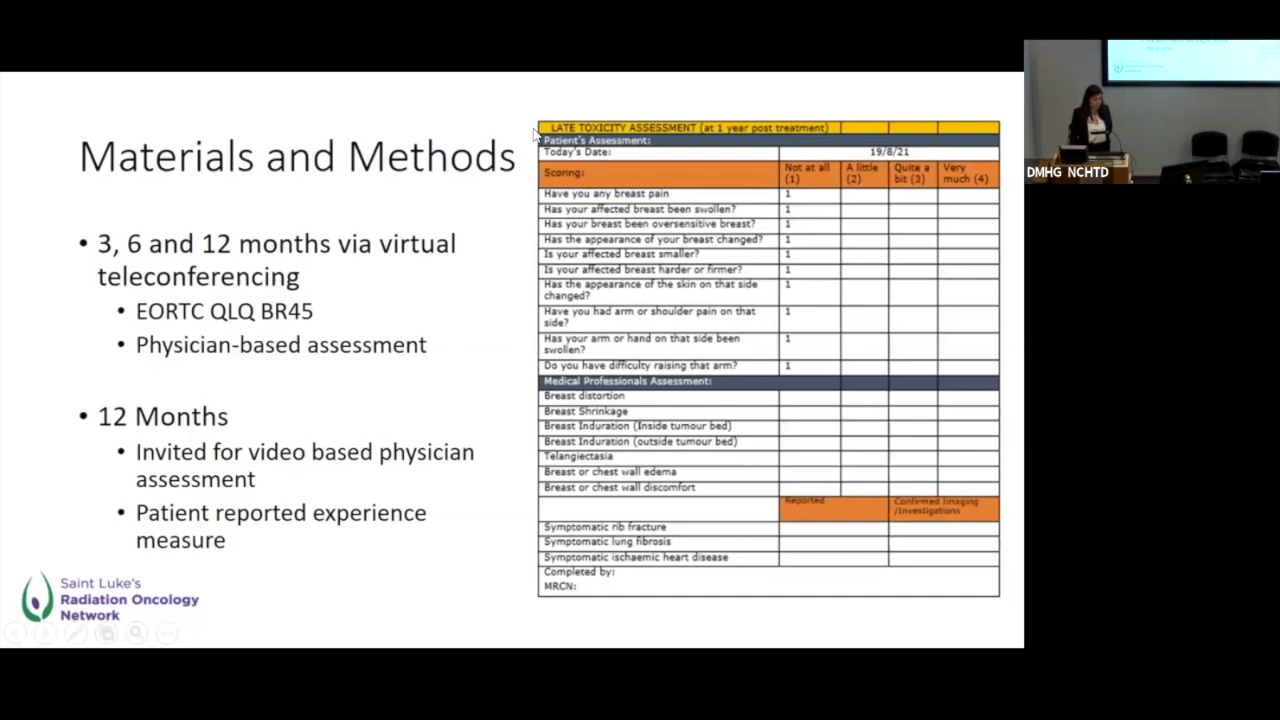 Materials and Methods
• 3, 6 and 12 months via virtual
teleconferencing
• EORTC QLQ BR45
• Physician-based assessment
• 12 Months
• Invited for video based physician
assessment
• Patient reported experience
measure
Saint Luke's
Radiation Oncology
Network
LATE TOXICITY ASSESSMENT (at 1 year post treatment)
Patient's Assessment:
Today's Date: 19/8/21
Scoring: Not at all (1) A little (2) Quite a bit (3) Very much (4)
Have you any breast pain 1
Has your affected breast been swollen? 1
Has your breast been oversensitive breast? 1
Has the appearance of your breast changed? 1
Is your affected breast smaller? 1
Is your affected breast harder or firmer? 1
Has the appearance of the skin on that side
changed? 1
Have you had arm or shoulder pain on that
side? 1
Has your arm or hand on that side been
swollen? 1
Do you have difficulty raising that arm? 1
Medical Professionals Assessment:
Breast distortion
Breast Shrinkage
Breast Induration (Inside tumour bed)
Breast Induration (outside tumour bed)
Telangiectasia
Breast or chest wall edema
Breast or chest wall discomfort
Reported Confirmed Imaging
/Investigations
Symptomatic rib fracture
Symptomatic lung fibrosis
Symptomatic ischaemic heart disease
Completed by:
MRCN:
DMHG NCHTD